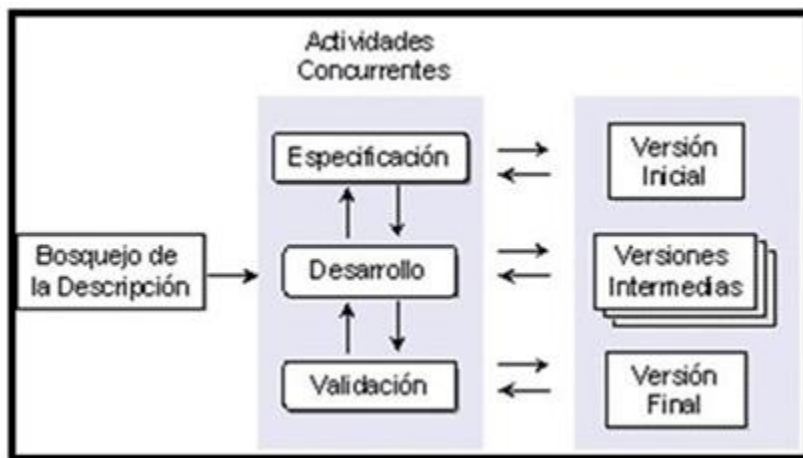 Actividades
Concurrentes
Especificación
Versión
Inicial
Bosquejo de
la Descripción
Desarrollo
Versiones
Intermedias
Validación
Versión
Final